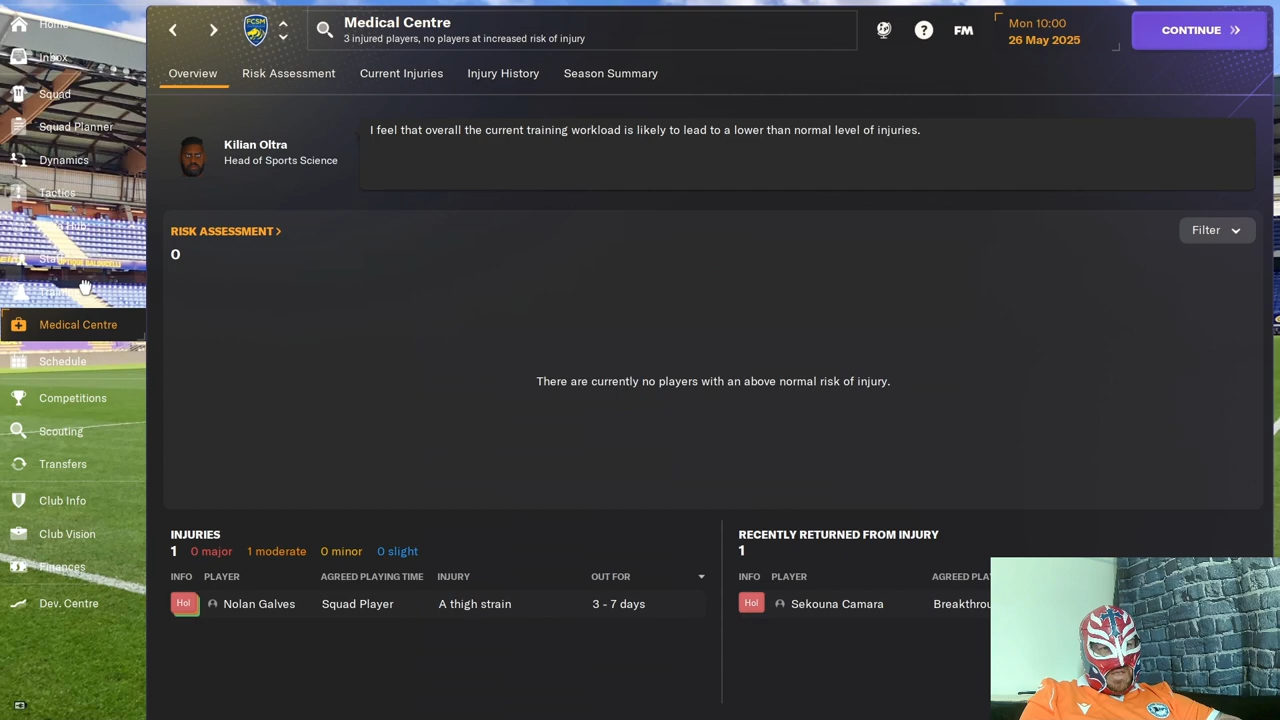 Home
Inbox
Squad
Squad Planner
Dynamics
Tactics
Medical Centre
Schedule
Competitions
Scouting
Transfers
Club Info
Club Vision
Finances
Dev. Centre
FCSM
Medical Centre
3 injured players, no players at increased risk of injury
?
FM
Mon 10:00
26 May 2025
CONTINUE
Overview
Risk Assessment
Current Injuries
Injury History
Season Summary
Kilian Oltra
Head of Sports Science
I feel that overall the current training workload is likely to lead to a lower than normal level of injuries.
RISK ASSESSMENT >
0
Filter
There are currently no players with an above normal risk of injury.
INJURIES
1 0 major 1 moderate 0 minor 0 slight
INFO PLAYER AGREED PLAYING TIME INJURY OUT FOR
Hol Nolan Galves Squad Player A thigh strain 3 - 7 days
RECENTLY RETURNED FROM INJURY
1
INFO PLAYER AGREED
Hol Sekouna Camara